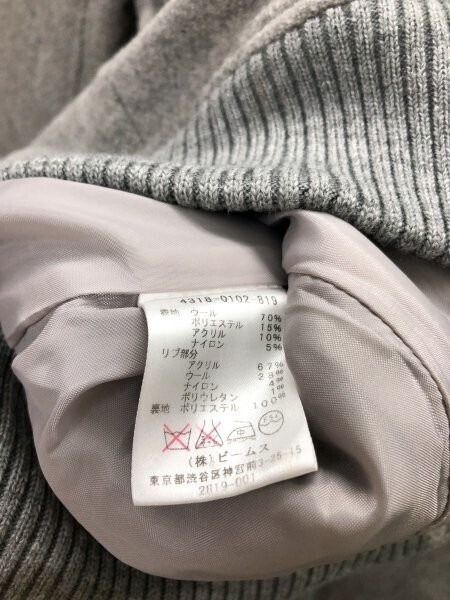 4318-0102-819
表地 ウール 70%
ポリエステル 15%
アクリル 10%
ナイロン 5%
リブ部分
アクリル 67%
ウール 28%
ナイロン 4%
ポリウレタン 1%
裏地 ポリエステル 100%
中
(株)ビームス
東京都渋谷区神宮前3-25-15
2H19-001